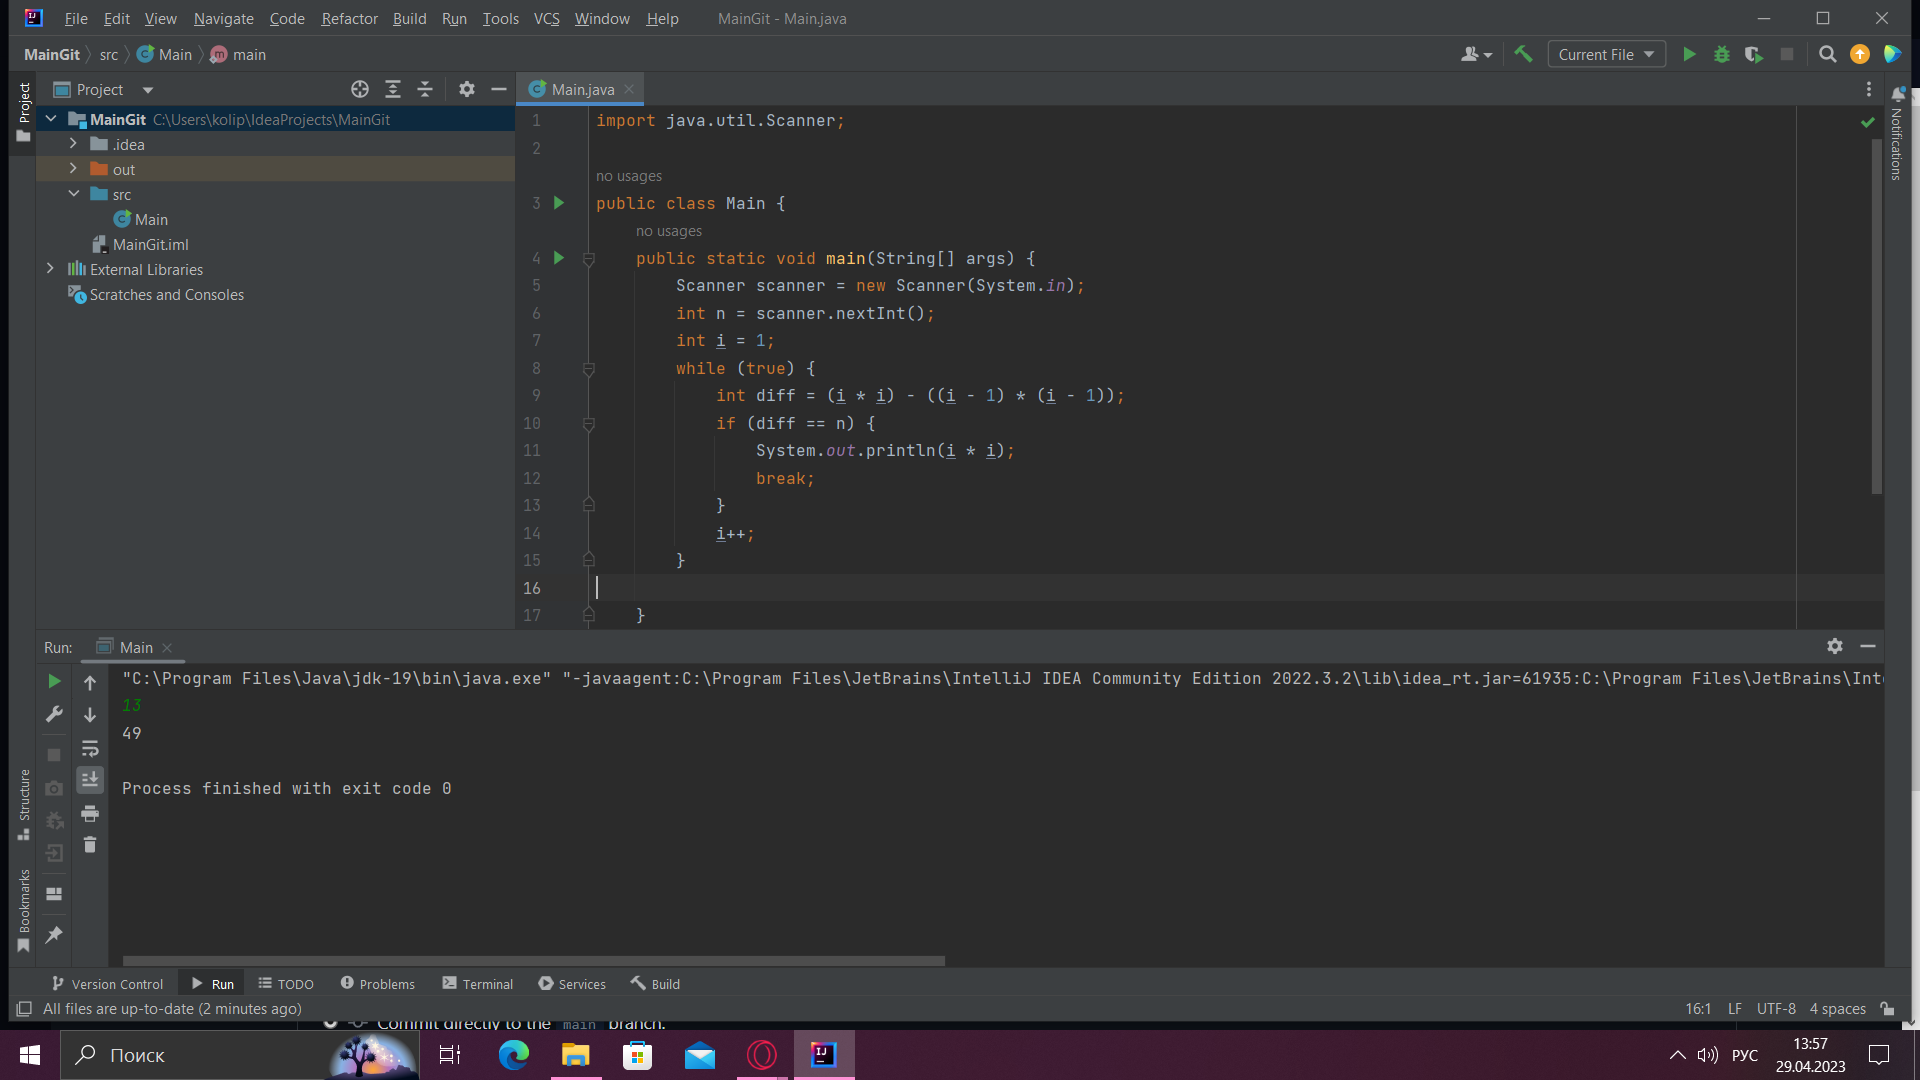 File Edit View Navigate Code Refactor Build Run Tools VCS Window Help MainGit - Main.java
MainGit src Main main Current File
Project
Project
MainGit C:\Users\kolip\IdeaProjects\MainGit
.idea
out
src
Main
MainGit.iml
External Libraries
Scratches and Consoles
Main.java
1 import java.util.Scanner;
2
no usages
3 public class Main {
no usages
4 public static void main(String[] args) {
5 Scanner scanner = new Scanner(System.in);
6 int n = scanner.nextInt();
7 int i = 1;
8 while (true) {
9 int diff = (i * i) - ((i - 1) * (i - 1));
10 if (diff == n) {
11 System.out.println(i * i);
12 break;
13 }
14 i++;
15 }
16
17 }
Notifications
Structure
Bookmarks
Run: Main
"C:\Program Files\Java\jdk-19\bin\java.exe" "-javaagent:C:\Program Files\JetBrains\IntelliJ IDEA Community Edition 2022.3.2\lib\idea_rt.jar=61935:C:\Program Files\JetBrains\Inte
13
49
Process finished with exit code 0
Version Control Run TODO Problems Terminal Services Build
All files are up-to-date (2 minutes ago) 16:1 LF UTF-8 4 spaces
Commit directly to the main branch.
Поиск РУС 13:57
29.04.2023